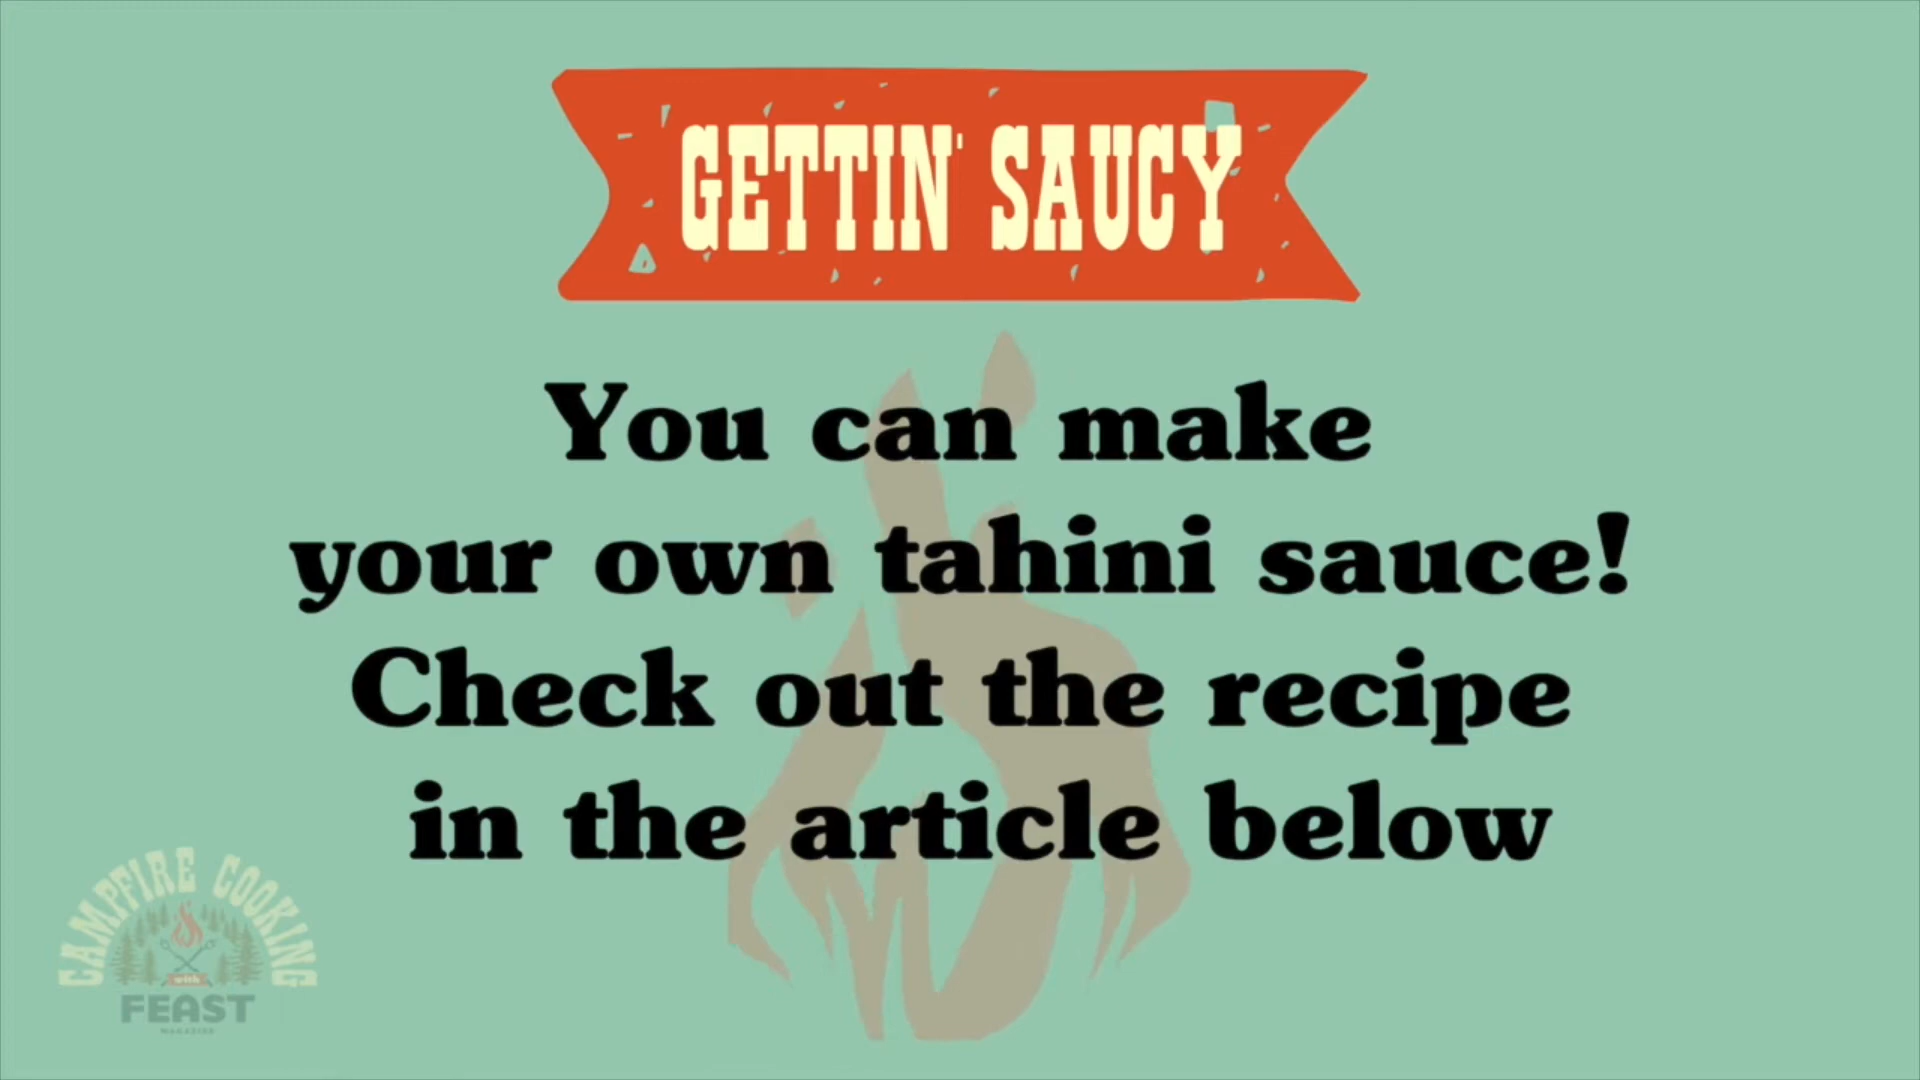 GETTIN' SAUCY
You can make
your own tahini sauce!
Check out the recipe
in the article below
CAMPFIRE COOKING
with
FEAST
MAGAZINE